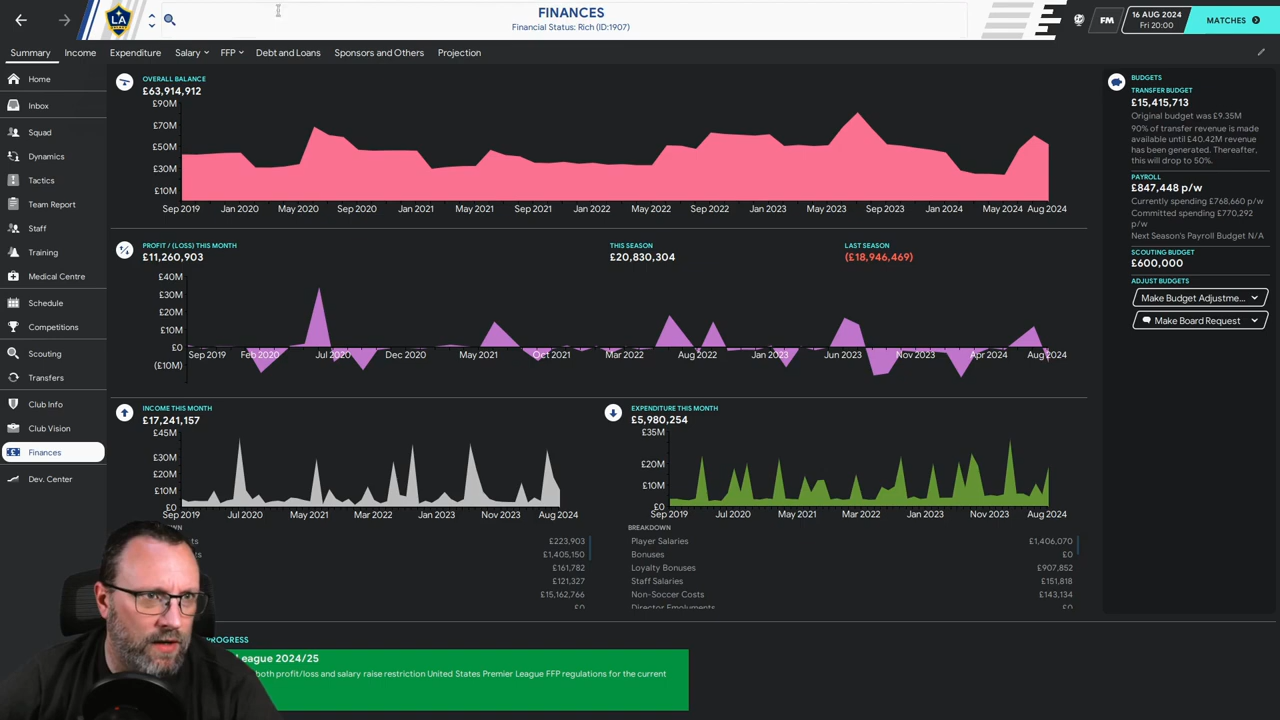 LA
FINANCES
Financial Status: Rich (ID:1907)
FM
16 AUG 2024
Fri 20:00
MATCHES
Summary
Income
Expenditure
Salary
FFP
Debt and Loans
Sponsors and Others
Projection
Home
Inbox
Squad
Dynamics
Tactics
Team Report
Staff
Training
Medical Centre
Schedule
Competitions
Scouting
Transfers
Club Info
Club Vision
Finances
Dev. Center
OVERALL BALANCE
£63,914,912
£90M
£70M
£50M
£30M
£10M
Sep 2019 Jan 2020 May 2020 Sep 2020 Jan 2021 May 2021 Sep 2021 Jan 2022 May 2022 Sep 2022 Jan 2023 May 2023 Sep 2023 Jan 2024 May 2024 Aug 2024
PROFIT / (LOSS) THIS MONTH
£11,260,903
THIS SEASON
£20,830,304
LAST SEASON
(£18,946,469)
£40M
£30M
£20M
£10M
£0
(£10M)
Sep 2019 Feb 2020 Jul 2020 Dec 2020 May 2021 Oct 2021 Mar 2022 Aug 2022 Jan 2023 Jun 2023 Nov 2023 Apr 2024 Aug 2024
INCOME THIS MONTH
£17,241,157
£45M
£30M
£20M
£10M
£0
Sep 2019 Jul 2020 May 2021 Mar 2022 Jan 2023 Nov 2023 Aug 2024
£223,903
£1,405,150
£161,782
£121,327
£15,162,766
£0
EXPENDITURE THIS MONTH
£5,980,254
£35M
£20M
£10M
£0
Sep 2019 Jul 2020 May 2021 Mar 2022 Jan 2023 Nov 2023 Aug 2024
BREAKDOWN
Player Salaries £1,406,070
Bonuses £0
Loyalty Bonuses £907,852
Staff Salaries £151,818
Non-Soccer Costs £143,134
Director Emoluments £0
BUDGETS
TRANSFER BUDGET
£15,415,713
Original budget was £9.35M
90% of transfer revenue is made
available until £40.42M revenue
has been generated. Thereafter,
this will drop to 50%.
PAYROLL
£847,448 p/w
Currently spending £768,660 p/w
Committed spending £770,292
p/w
Next Season's Payroll Budget N/A
SCOUTING BUDGET
£600,000
ADJUST BUDGETS
Make Budget Adjustme...
Make Board Request
eague 2024/25
both profit/loss and salary raise restriction United States Premier League FFP regulations for the current